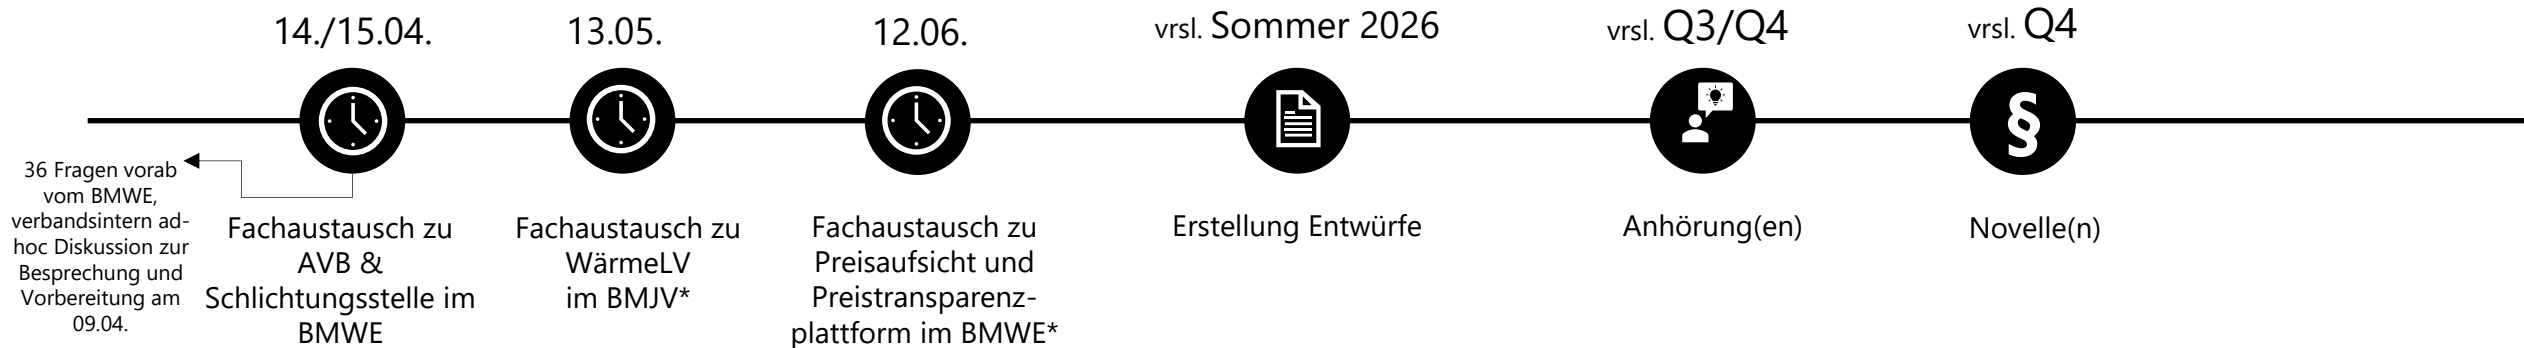 14./15.04.
13.05.
12.06.
vrsl. Sommer 2026
vrsl. Q3/Q4
vrsl. Q4
§
36 Fragen vorab
vom BMWE,
verbandsintern ad-
hoc Diskussion zur
Besprechung und
Vorbereitung am
09.04.
Fachaustausch zu
AVB &
Schlichtungsstelle im
BMWE
Fachaustausch zu
WärmeLV
im BMJV*
Fachaustausch zu
Preisaufsicht und
Preistransparenz-
plattform im BMWE*
Erstellung Entwürfe
Anhörung(en)
Novelle(n)